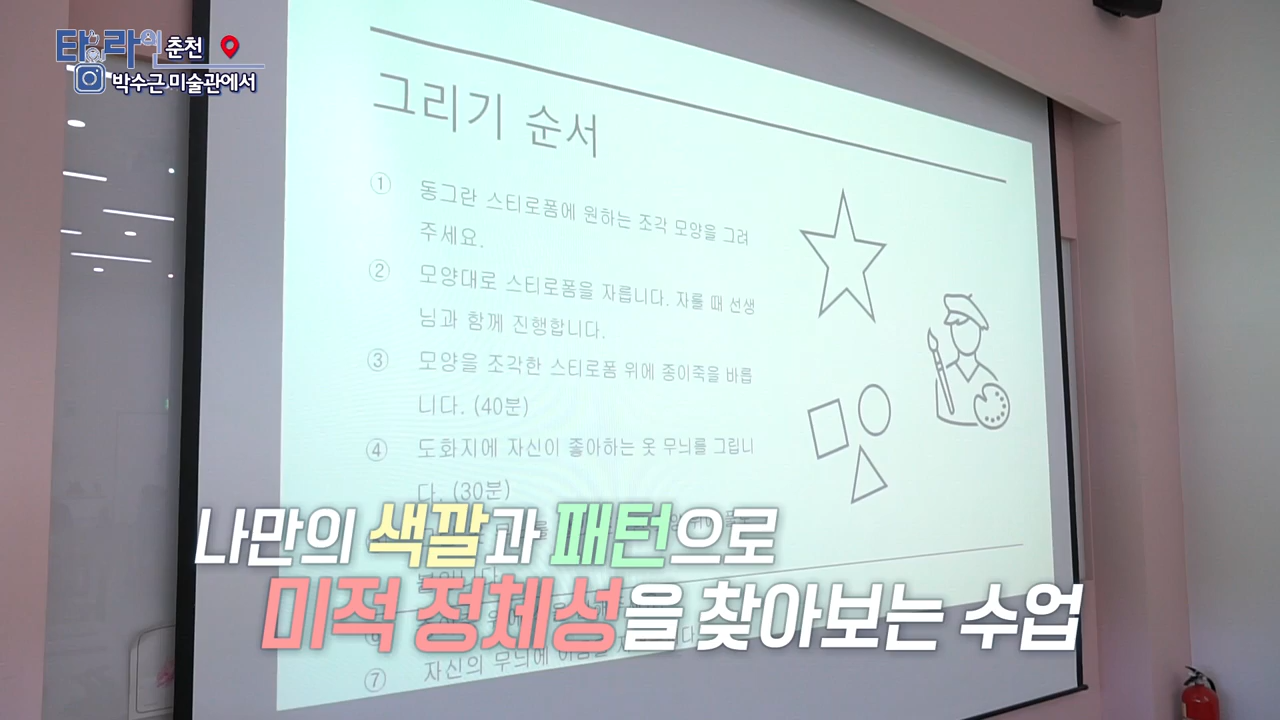 탐라의 춘천
박수근 미술관에서
그리기 순서
① 동그란 스티로폼에 원하는 조각 모양을 그려
주세요.
② 모양대로 스티로폼을 자릅니다. 자를 때 선생
님과 함께 진행합니다.
③ 모양을 조각한 스티로폼 위에 종이죽을 바릅
니다. (40분)
④ 도화지에 자신이 좋아하는 옷 무늬를 그립니
다. (30분)
나만의 색깔과 패턴으로
미적 정체성을 찾아보는 수업
⑦ 자신의 무늬에